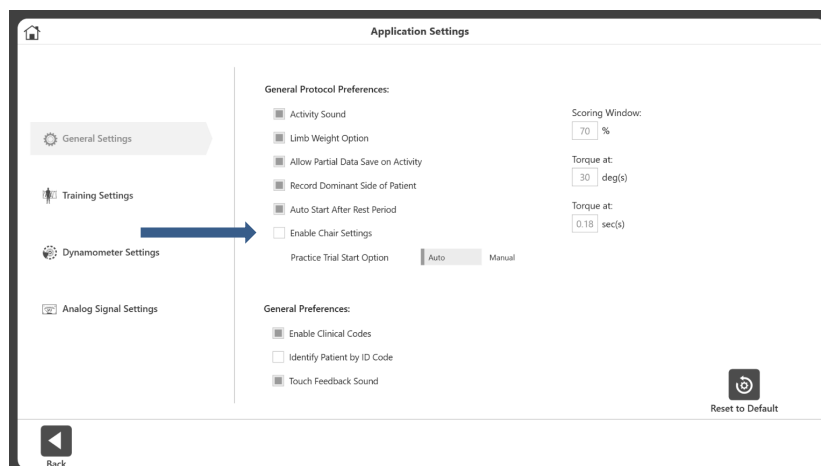 Application Settings
General Settings
Training Settings
Dynamometer Settings
Analog Signal Settings
General Protocol Preferences:
Activity Sound
Limb Weight Option
Allow Partial Data Save on Activity
Record Dominant Side of Patient
Auto Start After Rest Period
Enable Chair Settings
Practice Trial Start Option Auto Manual
Scoring Window:
70 %
Torque at:
30 deg(s)
Torque at:
0.18 sec(s)
General Preferences:
Enable Clinical Codes
Identify Patient by ID Code
Touch Feedback Sound
Reset to Default
Back